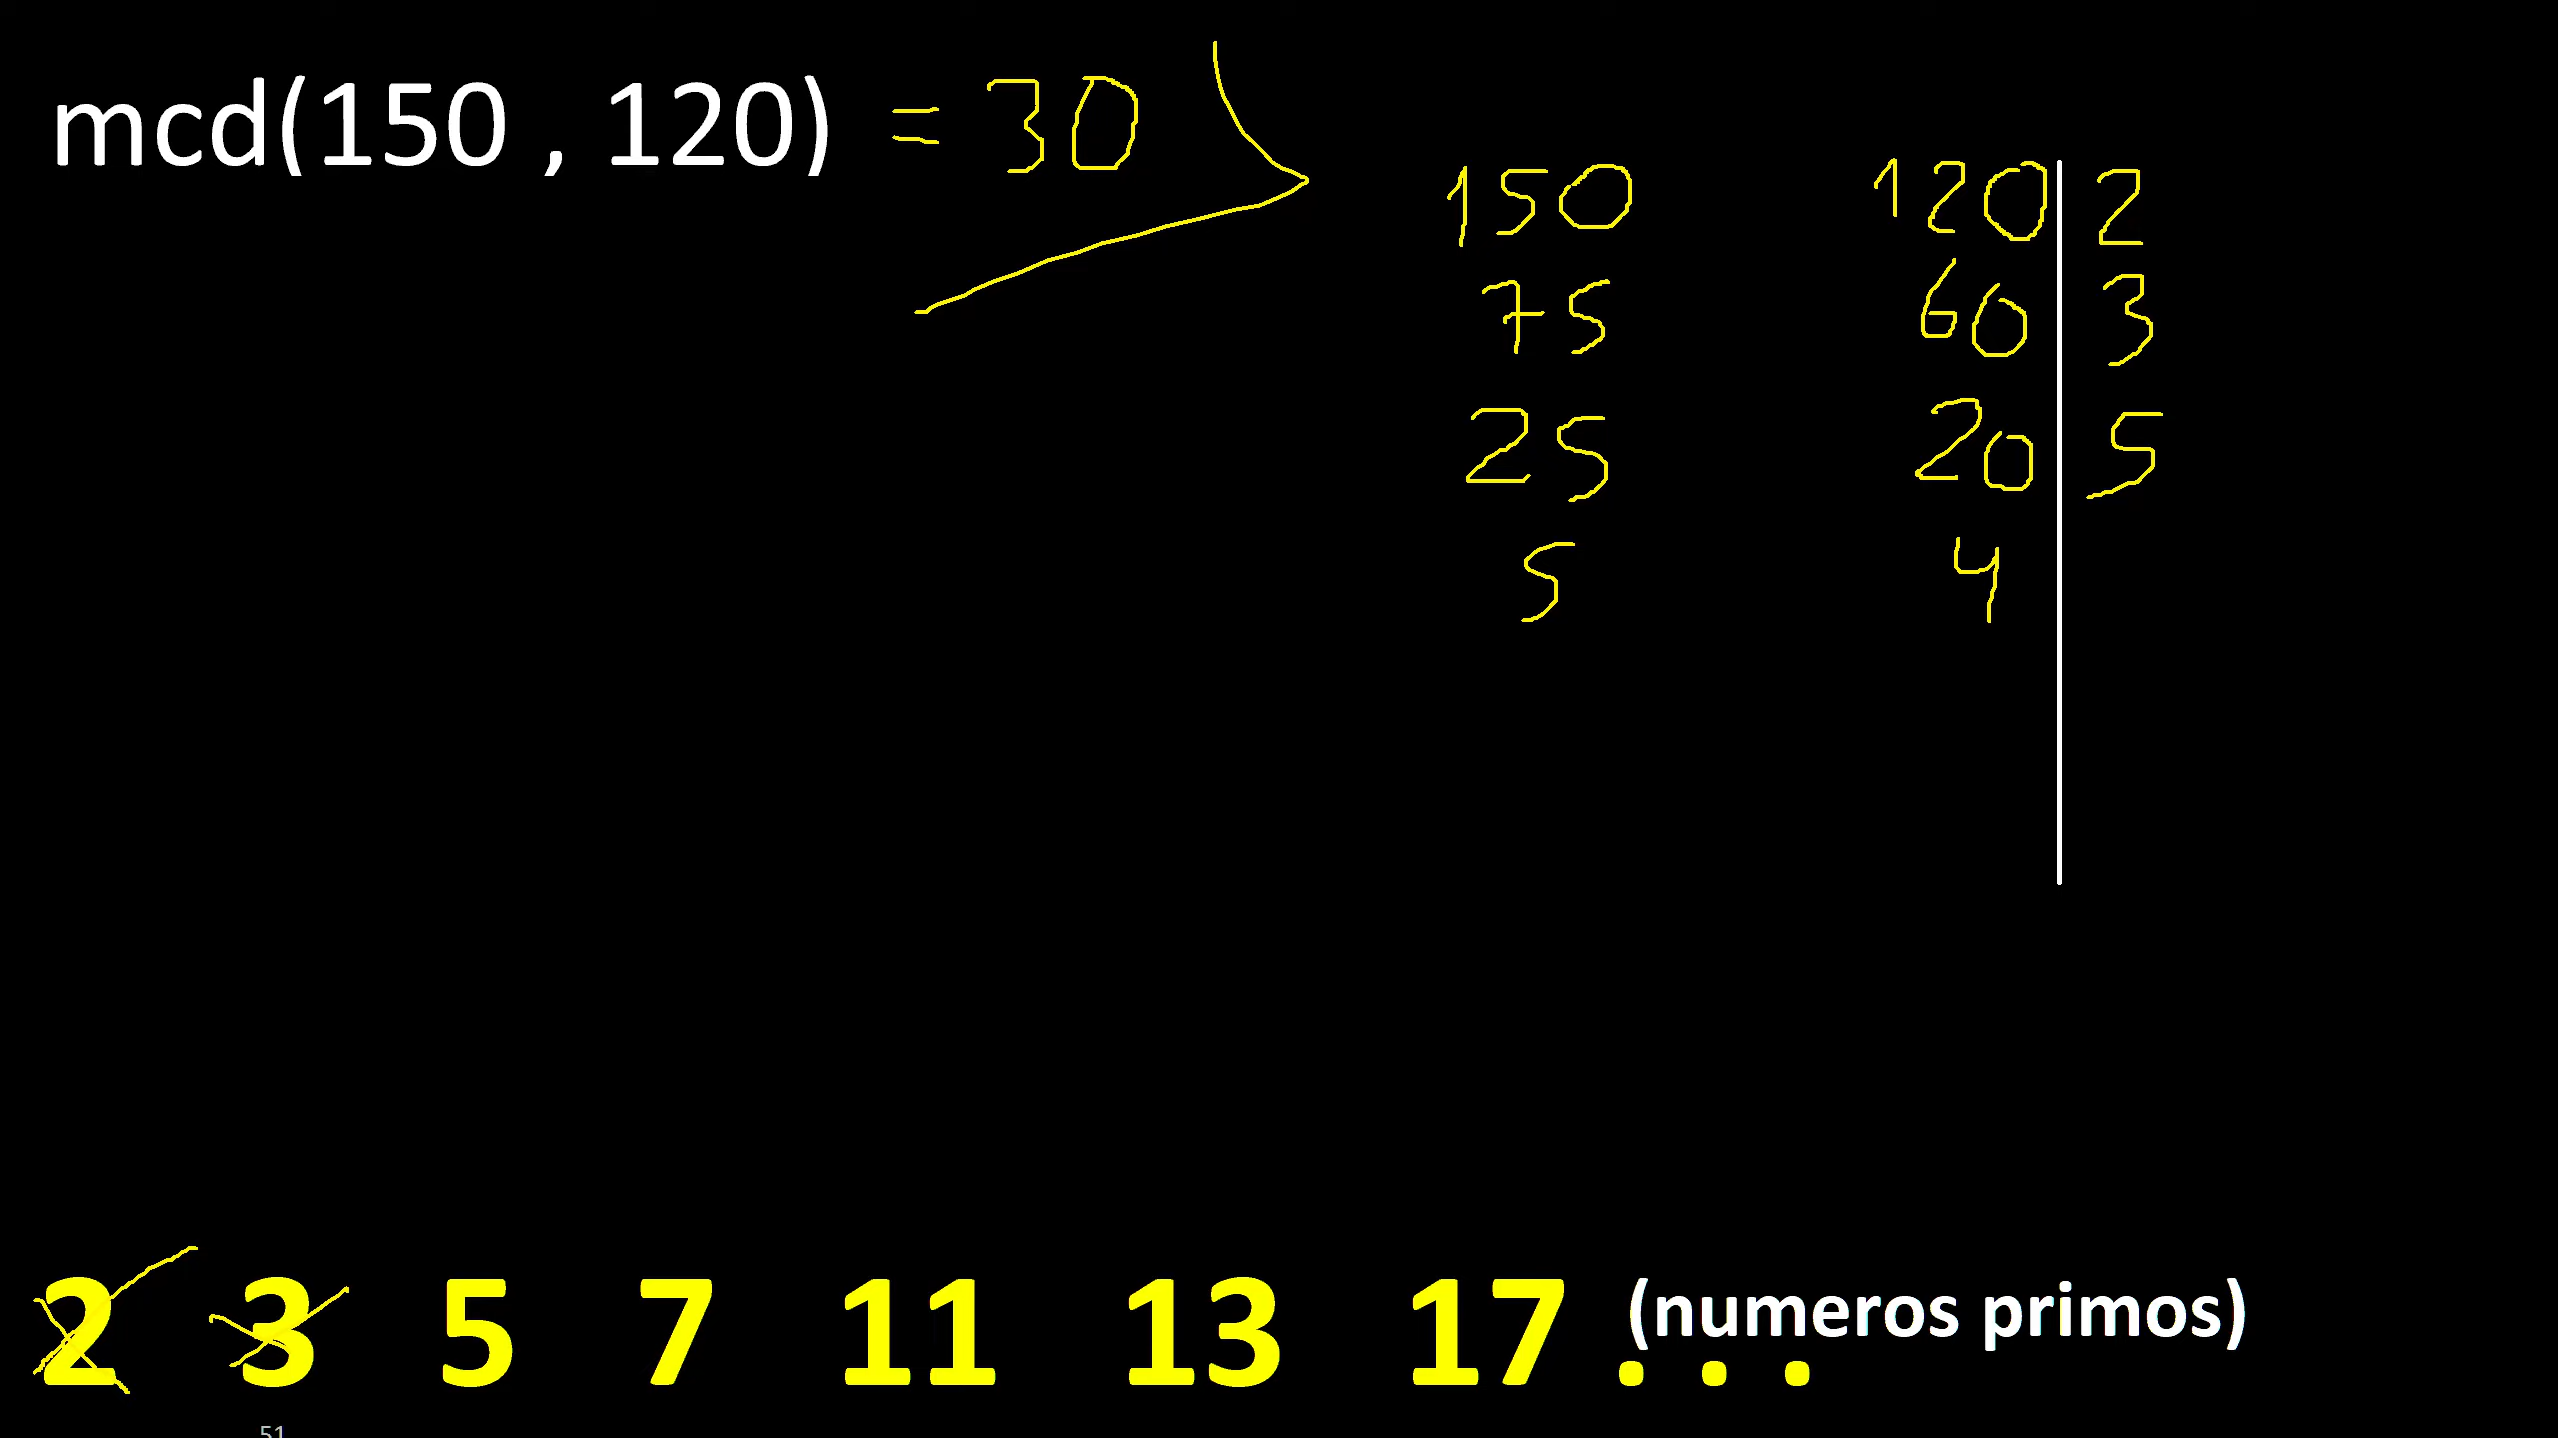 mcd(150 , 120) = 30
150 120 2
75 60 3
25 20 5
5 4
2 3 5 7 11 13 17 . . . (numeros primos)
51